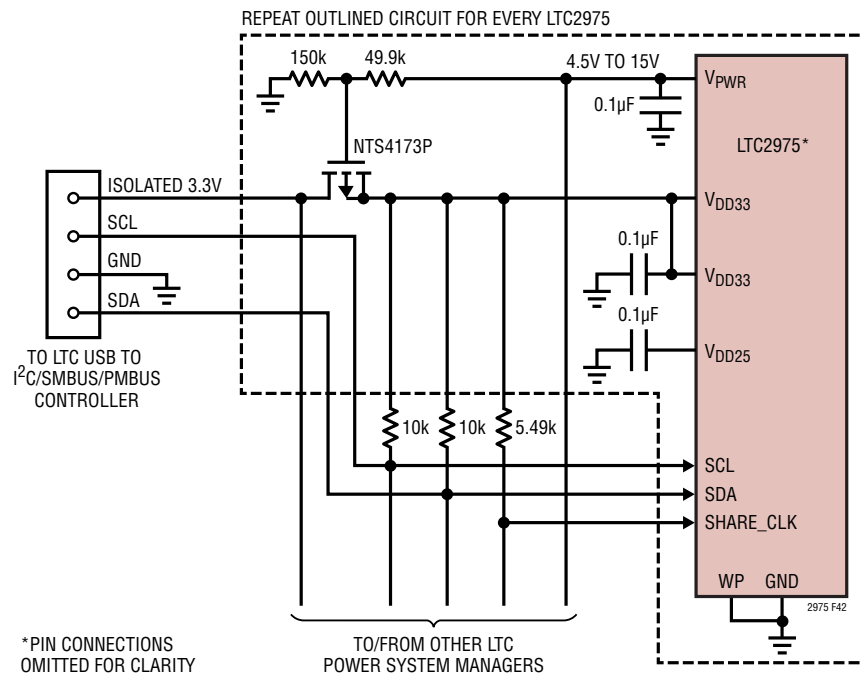 REPEAT OUTLINED CIRCUIT FOR EVERY LTC2975
150k
49.9k
4.5V TO 15V
VPWR
0.1µF
LTC2975*
NTS4173P
ISOLATED 3.3V
VDD33
SCL
0.1µF
GND
VDD33
SDA
0.1µF
VDD25
TO LTC USB TO
I2C/SMBUS/PMBUS
CONTROLLER
10k
10k
5.49k
SCL
SDA
SHARE_CLK
WP
GND
2975 F42
*PIN CONNECTIONS
OMITTED FOR CLARITY
TO/FROM OTHER LTC
POWER SYSTEM MANAGERS